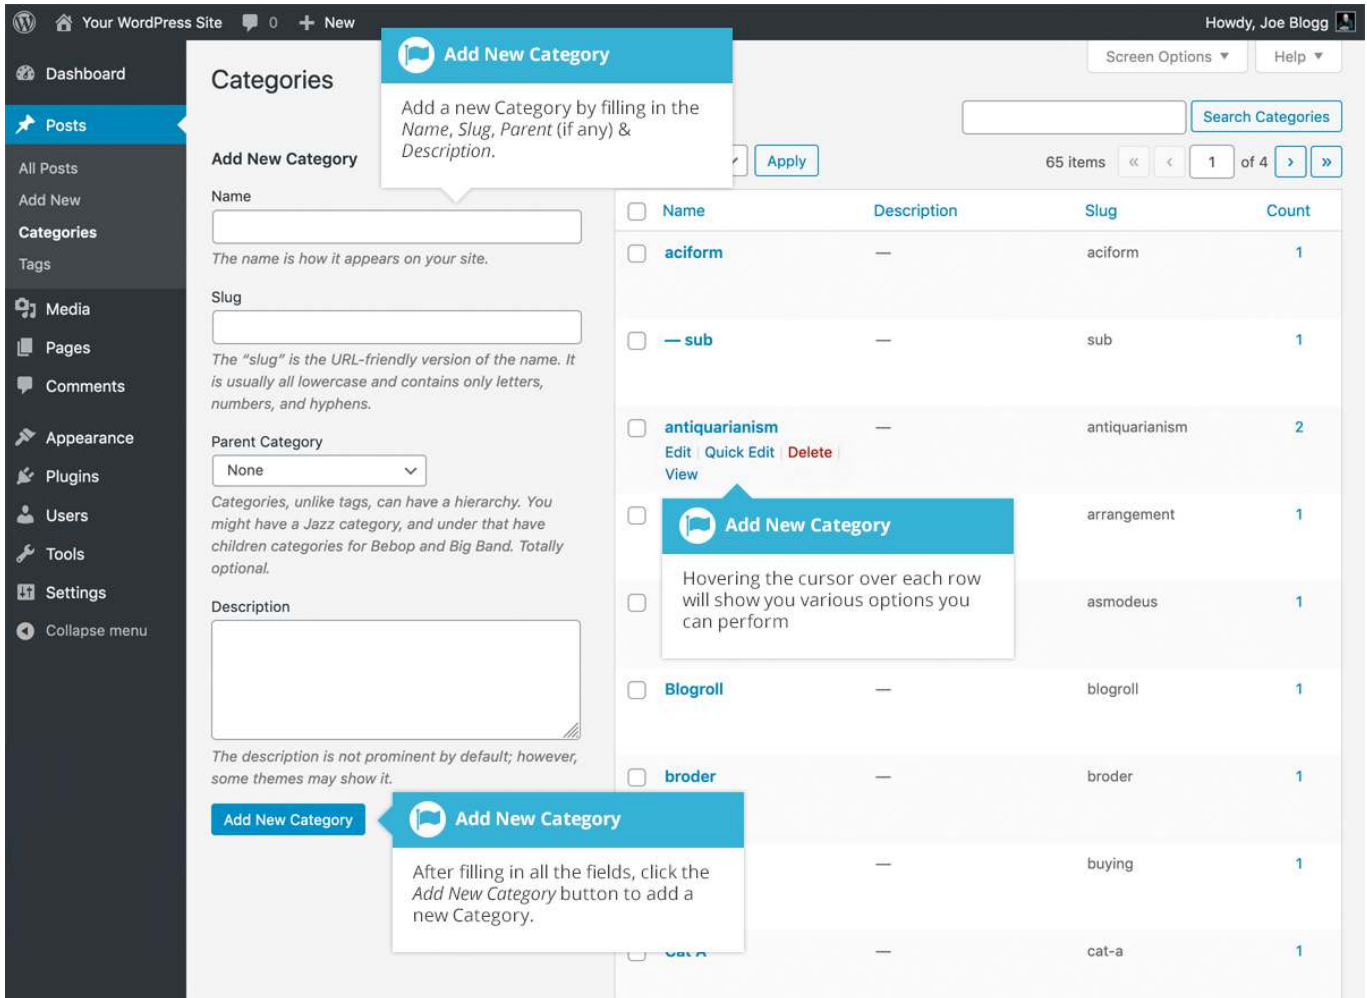 Your WordPress Site
0
New
Howdy, Joe Blogg
Dashboard
Posts
All Posts
Add New
Categories
Tags
Media
Pages
Comments
Appearance
Plugins
Users
Tools
Settings
Collapse menu
Categories
Screen Options
Help
Search Categories
Apply
65 items
«
‹
1
of 4
›
»
Add New Category
Add a new Category by filling in the
Name, Slug, Parent (if any) &
Description.
Add New Category
Name
The name is how it appears on your site.
Slug
The “slug” is the URL-friendly version of the name. It
is usually all lowercase and contains only letters,
numbers, and hyphens.
Parent Category
None
Categories, unlike tags, can have a hierarchy. You
might have a Jazz category, and under that have
children categories for Bebop and Big Band. Totally
optional.
Description
The description is not prominent by default; however,
some themes may show it.
Add New Category
Add New Category
After filling in all the fields, click the
Add New Category button to add a
new Category.
Name Description Slug Count
aciform — aciform 1
— sub — sub 1
antiquarianism — antiquarianism 2
Edit | Quick Edit | Delete |
View
arrangement 1
Add New Category
Hovering the cursor over each row
will show you various options you
can perform
asmodeus 1
Blogroll — blogroll 1
broder — broder 1
— buying 1
Cat A — cat-a 1